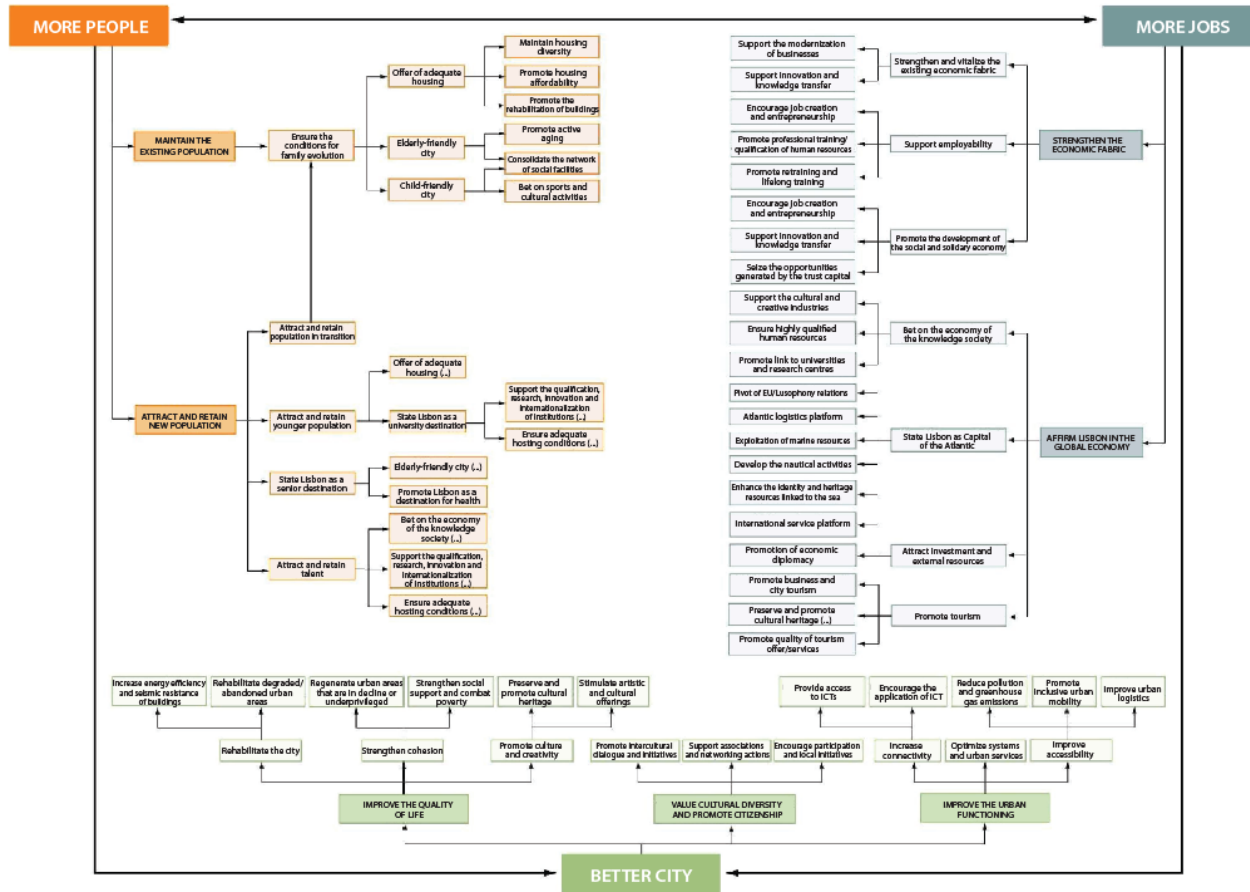 MORE PEOPLE
MORE JOBS
Maintain housing
diversity
Offer of adequate
housing
Promote housing
affordability
Promote the
rehabilitation of buildings
MAINTAIN THE
EXISTING POPULATION
Ensure the
conditions for
family evolution
Elderly-friendly
city
Promote active
aging
Consolidate the network
of social facilities
Child-friendly
city
Bet on sports and
cultural activities
Attract and retain
population in transition
Offer of adequate
housing (...)
ATTRACT AND RETAIN
NEW POPULATION
Attract and retain
younger population
State Lisbon as a
university destination
Support the qualification,
research, innovation and
internationalization
of institutions (...)
Ensure adequate
hosting conditions (...)
State Lisbon as a
senior destination
Elderly-friendly city (...)
Promote Lisbon as a
destination for health
Attract and retain
talent
Bet on the economy
of the knowledge
society (...)
Support the qualification,
research, innovation and
internationalization
of institutions (...)
Ensure adequate
hosting conditions (...)
Support the modernization
of businesses
Support innovation and
knowledge transfer
Strengthen and vitalize the
existing economic fabric
Encourage job creation
and entrepreneurship
Promote professional training/
qualification of human resources
Promote retraining and
lifelong training
Support employability
STRENGTHEN THE
ECONOMIC FABRIC
Encourage job creation
and entrepreneurship
Support innovation and
knowledge transfer
Seize the opportunities
generated by the trust capital
Promote the development of
the social and solidary economy
Support the cultural and
creative industries
Ensure highly qualified
human resources
Promote link to universities
and research centres
Bet on the economy of
the knowledge society
Pivot of EU/Lusophony relations
Atlantic logistics platform
Exploitation of marine resources
Develop the nautical activities
Enhance the identity and heritage
resources linked to the sea
International service platform
State Lisbon as Capital
of the Atlantic
AFFIRM LISBON IN THE
GLOBAL ECONOMY
Promotion of economic
diplomacy
Attract investment and
external resources
Promote business and
city tourism
Preserve and promote
cultural heritage (...)
Promote quality of tourism
offer/services
Promote tourism
Increase energy efficiency
and seismic resistance
of buildings
Rehabilitate degraded/
abandoned urban
areas
Regenerate urban areas
that are in decline or
underprivileged
Strengthen social
support and combat
poverty
Preserve and
promote cultural
heritage
Stimulate artistic
and cultural
offerings
Provide access
to ICTs
Encourage the
application of ICT
Reduce pollution
and greenhouse
gas emissions
Promote
inclusive urban
mobility
Improve urban
logistics
Rehabilitate the city
Strengthen cohesion
Promote culture
and creativity
Promote intercultural
dialogue and initiatives
Support associations
and networking actions
Encourage participation
and local initiatives
Increase
connectivity
Optimize systems
and urban services
Improve
accessibility
IMPROVE THE QUALITY
OF LIFE
VALUE CULTURAL DIVERSITY
AND PROMOTE CITIZENSHIP
IMPROVE THE URBAN
FUNCTIONING
BETTER CITY